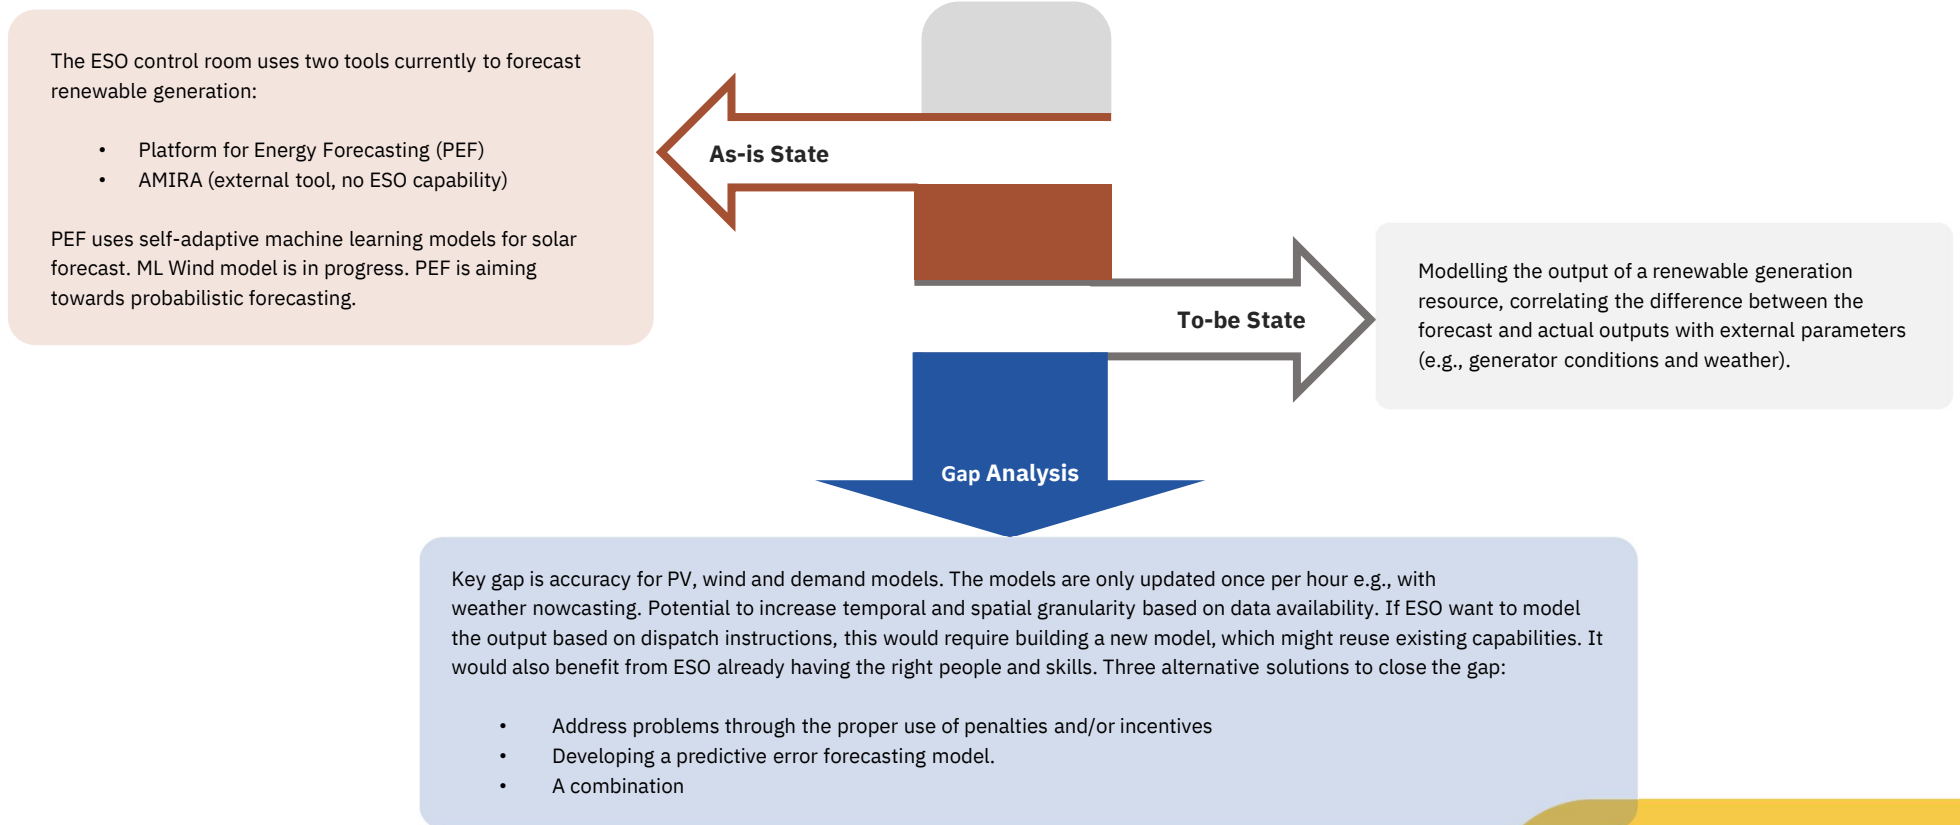 The ESO control room uses two tools currently to forecast
renewable generation:
• Platform for Energy Forecasting (PEF)
• AMIRA (external tool, no ESO capability)
PEF uses self-adaptive machine learning models for solar
forecast. ML Wind model is in progress. PEF is aiming
towards probabilistic forecasting.
As-is State
To-be State
Modelling the output of a renewable generation
resource, correlating the difference between the
forecast and actual outputs with external parameters
(e.g., generator conditions and weather).
Gap Analysis
Key gap is accuracy for PV, wind and demand models. The models are only updated once per hour e.g., with
weather nowcasting. Potential to increase temporal and spatial granularity based on data availability. If ESO want to model
the output based on dispatch instructions, this would require building a new model, which might reuse existing capabilities. It
would also benefit from ESO already having the right people and skills. Three alternative solutions to close the gap:
• Address problems through the proper use of penalties and/or incentives
• Developing a predictive error forecasting model.
• A combination